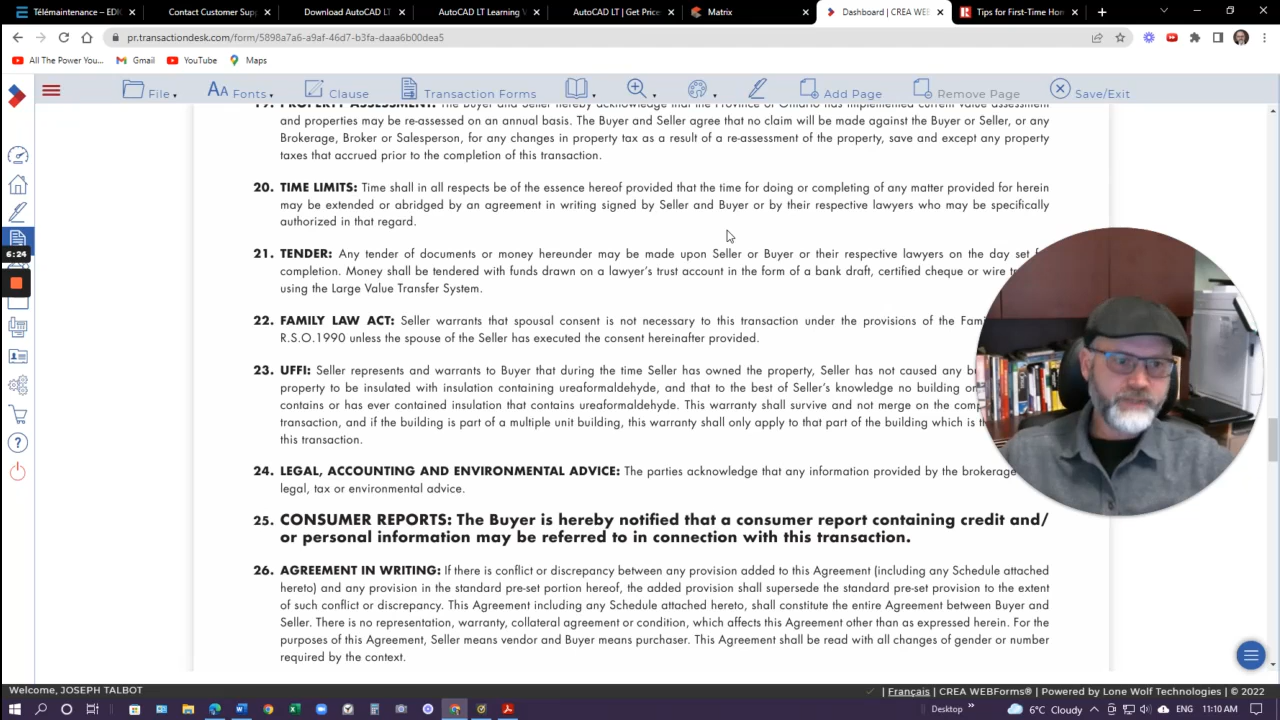 Télémaintenance – EDIC
Contact Customer Supp
Download AutoCAD LT
AutoCAD LT Learning V
AutoCAD LT | Get Prices
Matrix
Dashboard | CREA WEB
Tips for First-Time Hom
pr.transactiondesk.com/form/5898a7a6-a9af-46d7-b3fa-daaa6b00dea5
All The Power You...
Gmail
YouTube
Maps
File
Fonts
Clause
Transaction Forms
Add Page
Remove Page
Save/Exit
19. PROPERTY ASSESSMENT: The Buyer and Seller hereby acknowledge that the Province of Ontario has implemented current value assessment
and properties may be re-assessed on an annual basis. The Buyer and Seller agree that no claim will be made against the Buyer or Seller, or any
Brokerage, Broker or Salesperson, for any changes in property tax as a result of a re-assessment of the property, save and except any property
taxes that accrued prior to the completion of this transaction.
20. TIME LIMITS: Time shall in all respects be of the essence hereof provided that the time for doing or completing of any matter provided for herein
may be extended or abridged by an agreement in writing signed by Seller and Buyer or by their respective lawyers who may be specifically
authorized in that regard.
21. TENDER: Any tender of documents or money hereunder may be made upon Seller or Buyer or their respective lawyers on the day set
completion. Money shall be tendered with funds drawn on a lawyer's trust account in the form of a bank draft, certified cheque or wire
using the Large Value Transfer System.
22. FAMILY LAW ACT: Seller warrants that spousal consent is not necessary to this transaction under the provisions of the
R.S.O.1990 unless the spouse of the Seller has executed the consent hereinafter provided.
23. UFFI: Seller represents and warrants to Buyer that during the time Seller has owned the property, Seller has not caused any
property to be insulated with insulation containing ureaformaldehyde, and that to the best of Seller's knowledge no building
contains or has ever contained insulation that contains ureaformaldehyde. This warranty shall survive and not merge on the
transaction, and if the building is part of a multiple unit building, this warranty shall only apply to that part of the building which is
this transaction.
24. LEGAL, ACCOUNTING AND ENVIRONMENTAL ADVICE: The parties acknowledge that any information provided by the brokerage
legal, tax or environmental advice.
25. CONSUMER REPORTS: The Buyer is hereby notified that a consumer report containing credit and/
or personal information may be referred to in connection with this transaction.
26. AGREEMENT IN WRITING: If there is conflict or discrepancy between any provision added to this Agreement (including any Schedule attached
hereto) and any provision in the standard pre-set portion hereof, the added provision shall supersede the standard pre-set provision to the extent
of such conflict or discrepancy. This Agreement including any Schedule attached hereto, shall constitute the entire Agreement between Buyer and
Seller. There is no representation, warranty, collateral agreement or condition, which affects this Agreement other than as expressed herein. For the
purposes of this Agreement, Seller means vendor and Buyer means purchaser. This Agreement shall be read with all changes of gender or number
required by the context.
6:24
Welcome, JOSEPH TALBOT
| Français | CREA WEBForms® | Powered by Lone Wolf Technologies | © 2022
Desktop
6°C Cloudy
11:10 AM